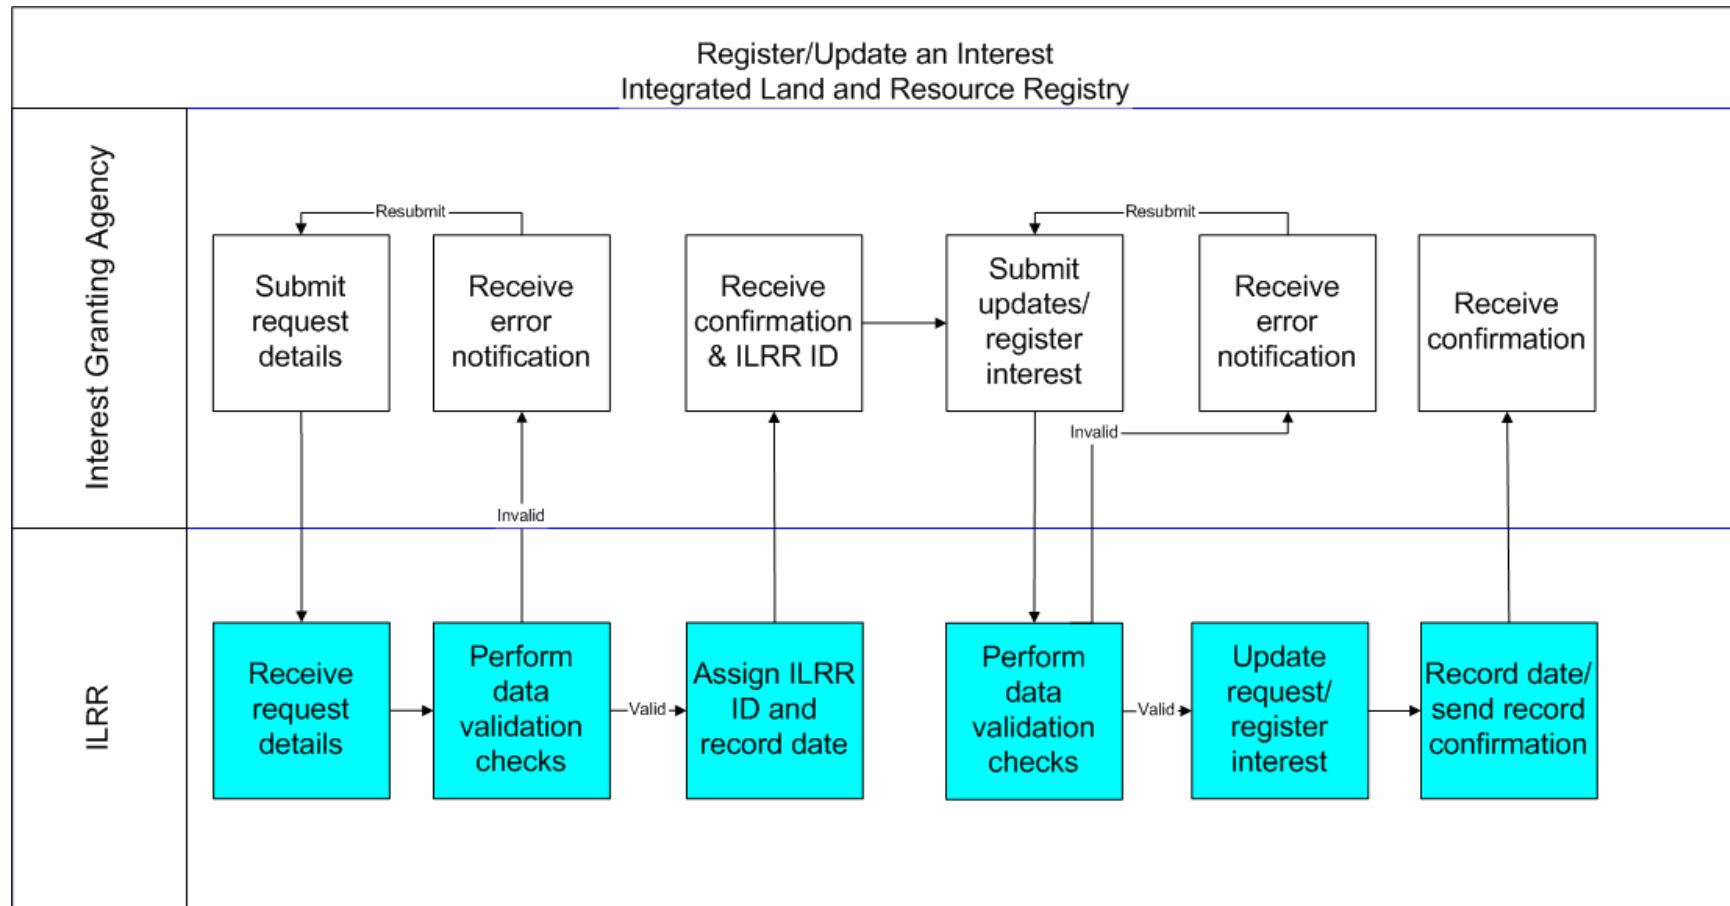 Register/Update an Interest
Integrated Land and Resource Registry
Interest Granting Agency
Resubmit
Resubmit
Submit
request
details
Receive
error
notification
Receive
confirmation
& ILRR ID
Submit
updates/
register
interest
Receive
error
notification
Receive
confirmation
Invalid
Invalid
ILRR
Receive
request
details
Perform
data
validation
checks
Valid
Assign ILRR
ID and
record date
Perform
data
validation
checks
Valid
Update
request/
register
interest
Record date/
send record
confirmation